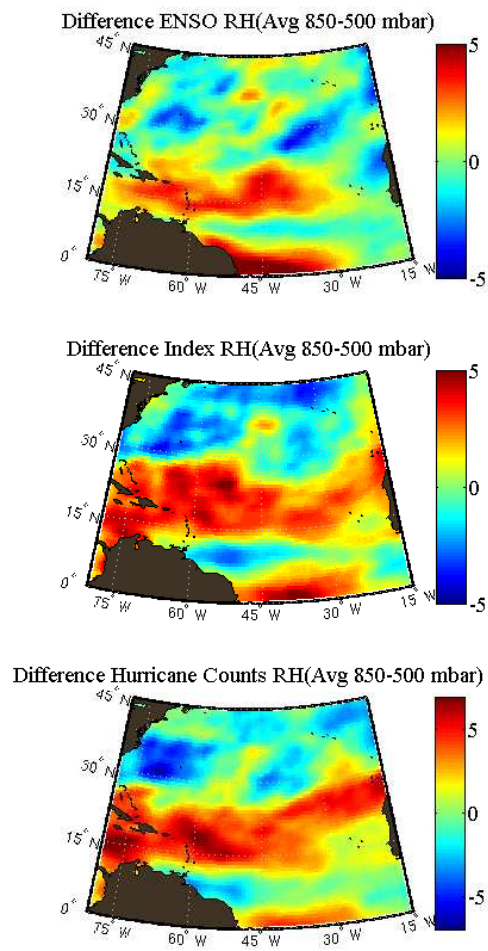 Difference ENSO RH(Avg 850-500 mbar)
45° N
30° N
15° N
0°
75° W
60° W
45° W
30° W
15° W
5
0
-5
Difference Index RH(Avg 850-500 mbar)
45° N
30° N
15° N
0°
75° W
60° W
45° W
30° W
15° W
5
0
-5
Difference Hurricane Counts RH(Avg 850-500 mbar)
45° N
30° N
15° N
0°
75° W
60° W
45° W
30° W
15° W
5
0
-5